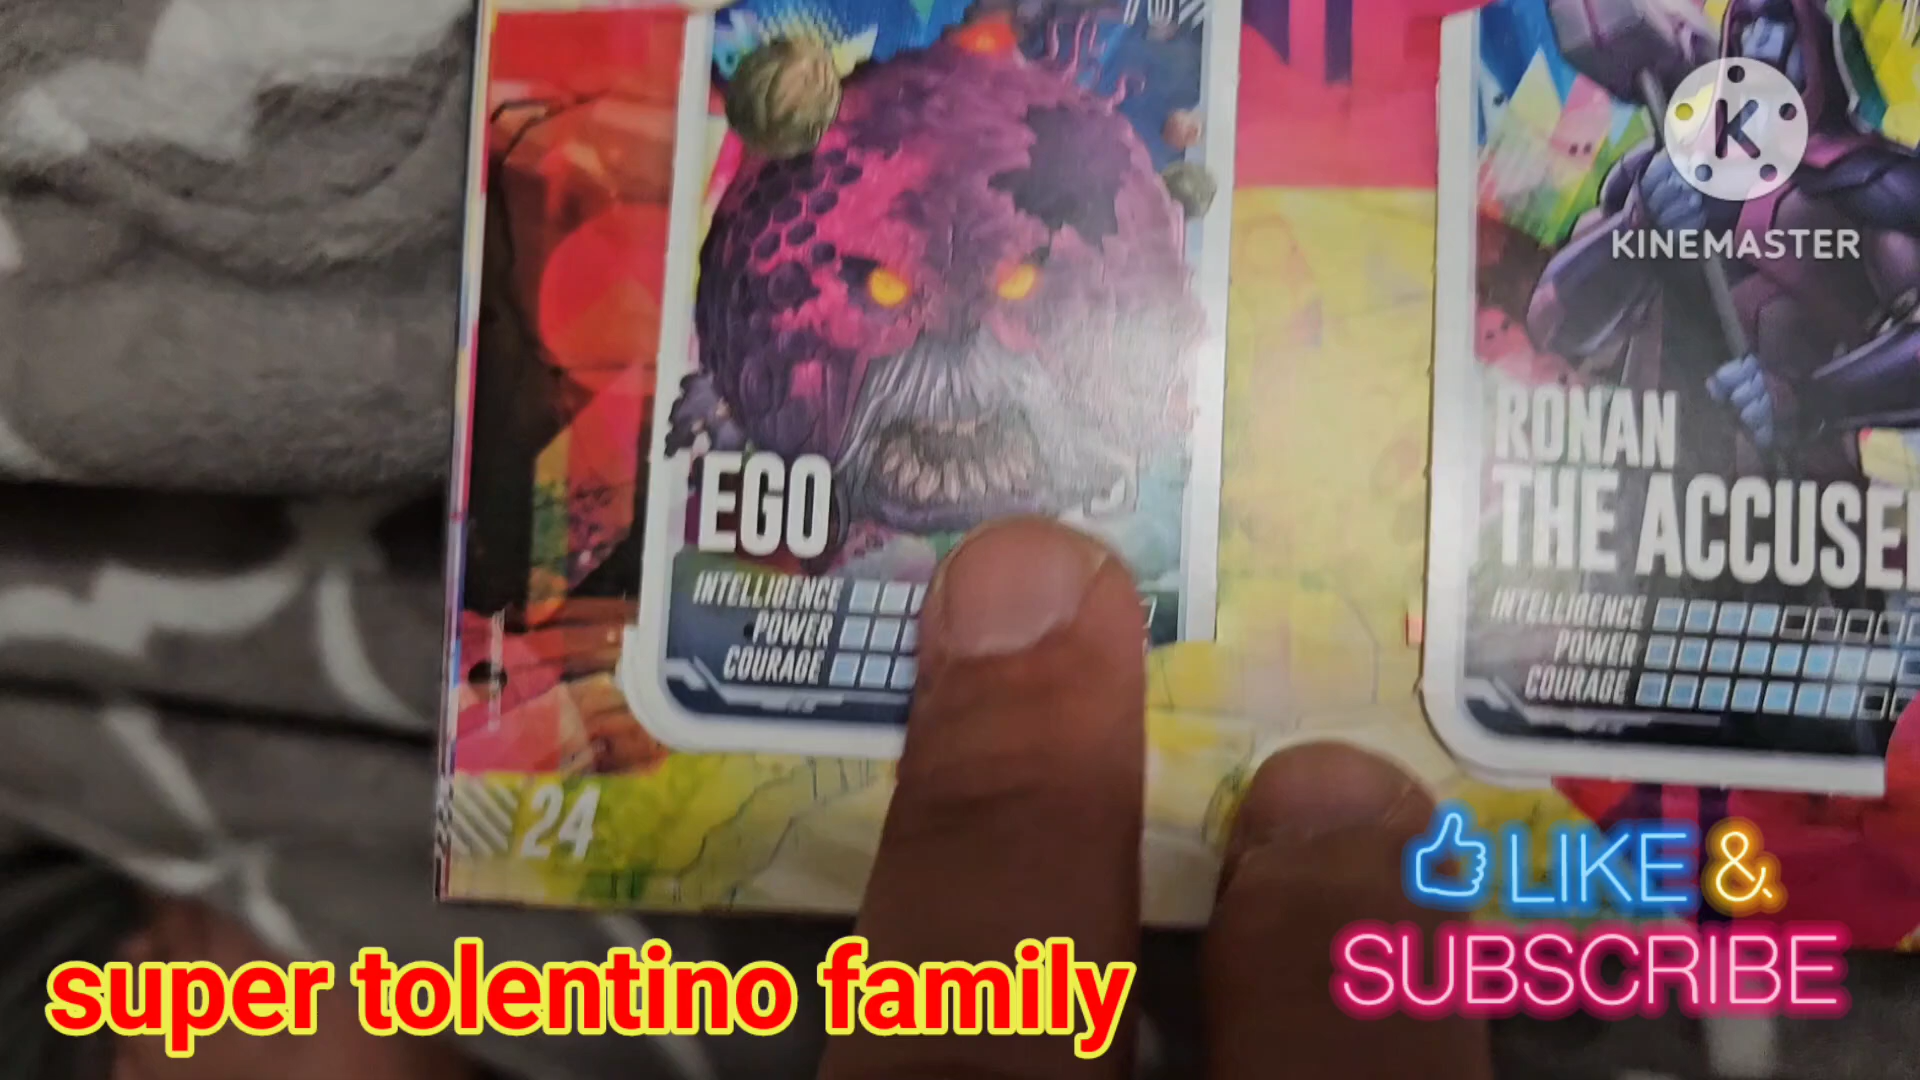 K
KINEMASTER
EGO
INTELLIGENCE
POWER
COURAGE
RONAN
THE ACCUSE
INTELLIGENCE
POWER
COURAGE
24
LIKE &
SUBSCRIBE
super tolentino family